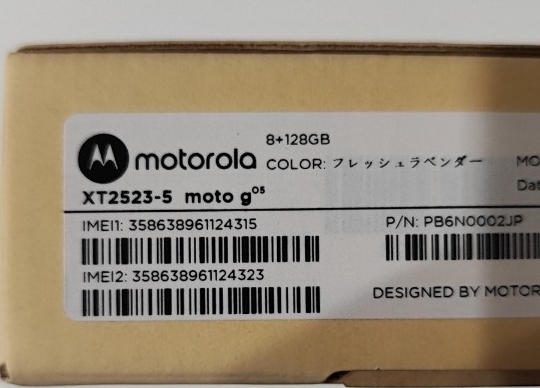 motorola
8+128GB
COLOR: フレッシュラベンダー
MO
Dat
XT2523-5 moto g05
IMEI1: 358638961124315
P/N: PB6N0002JP
IMEI2: 358638961124323
DESIGNED BY MOTOR